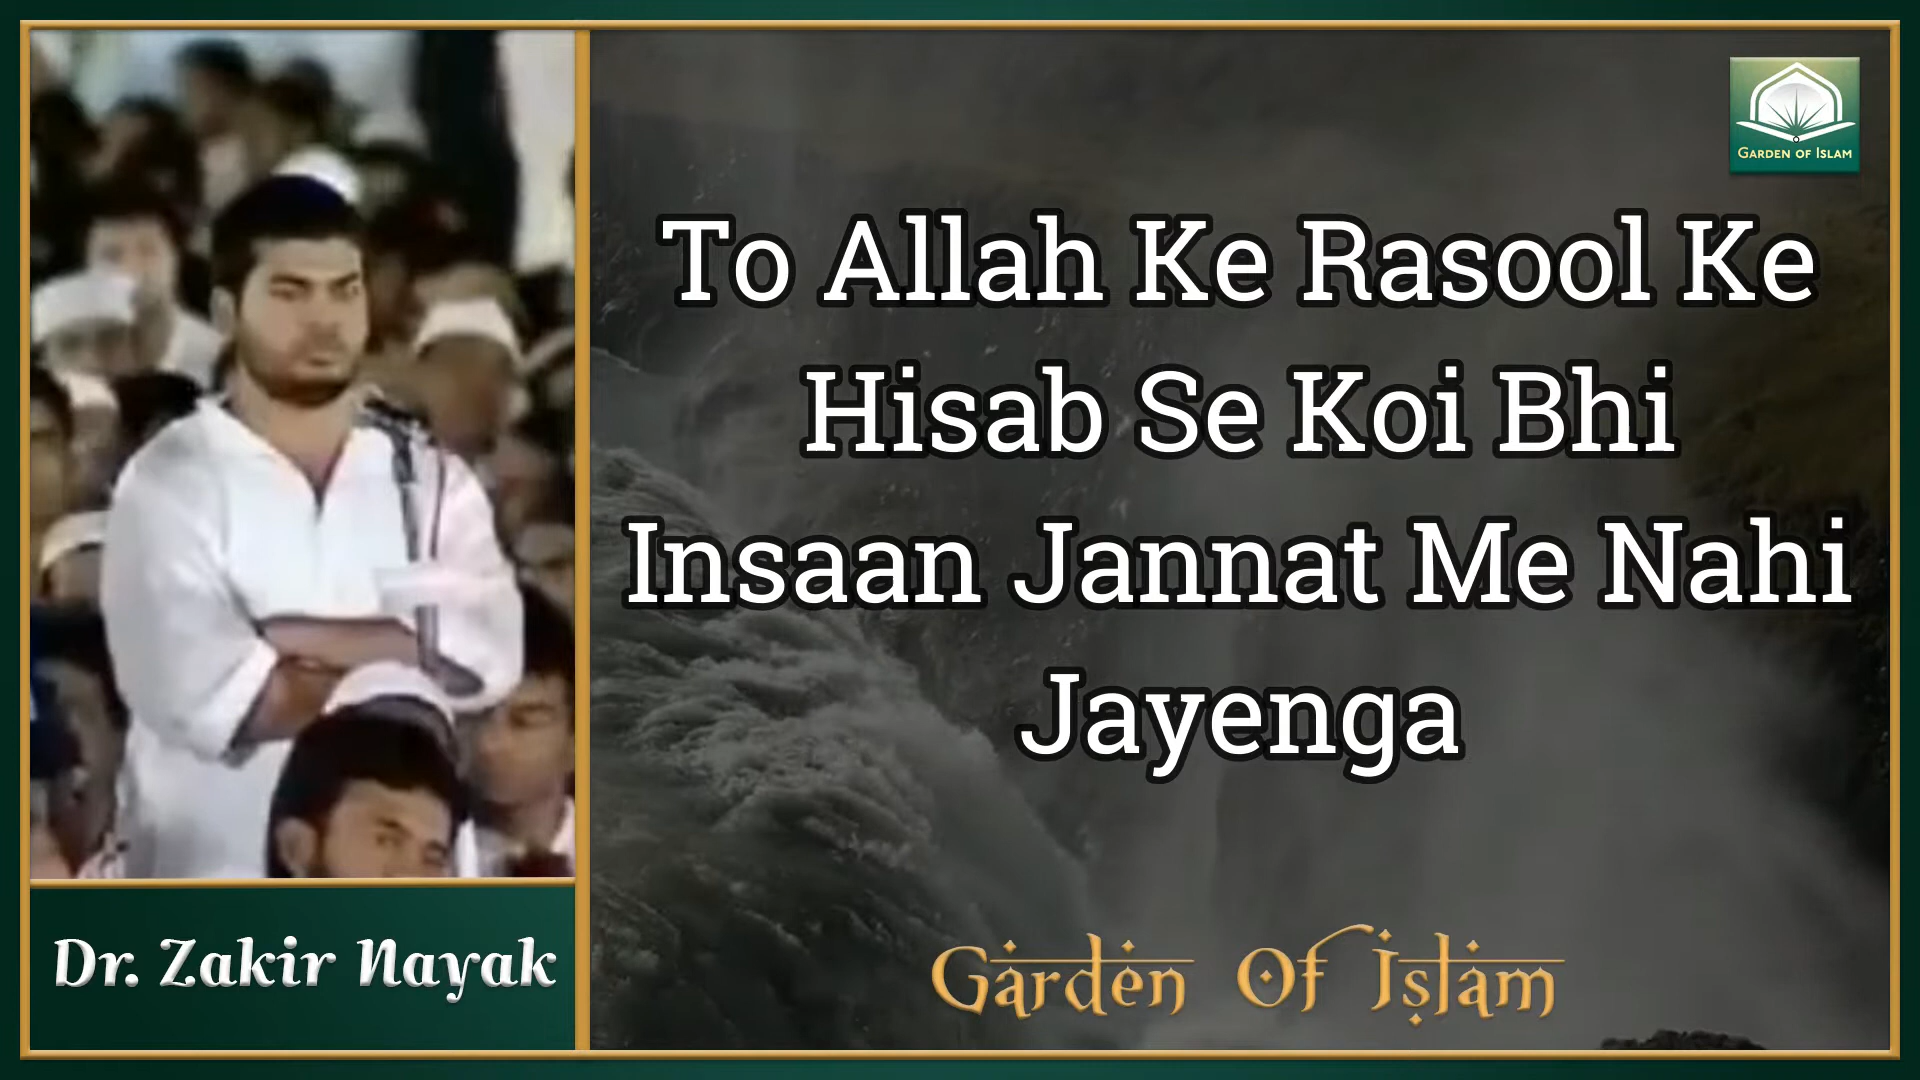 GARDEN OF ISLAM
To Allah Ke Rasool Ke
Hisab Se Koi Bhi
Insaan Jannat Me Nahi
Jayenga
Dr. Zakir Nayak
Garden Of Islam